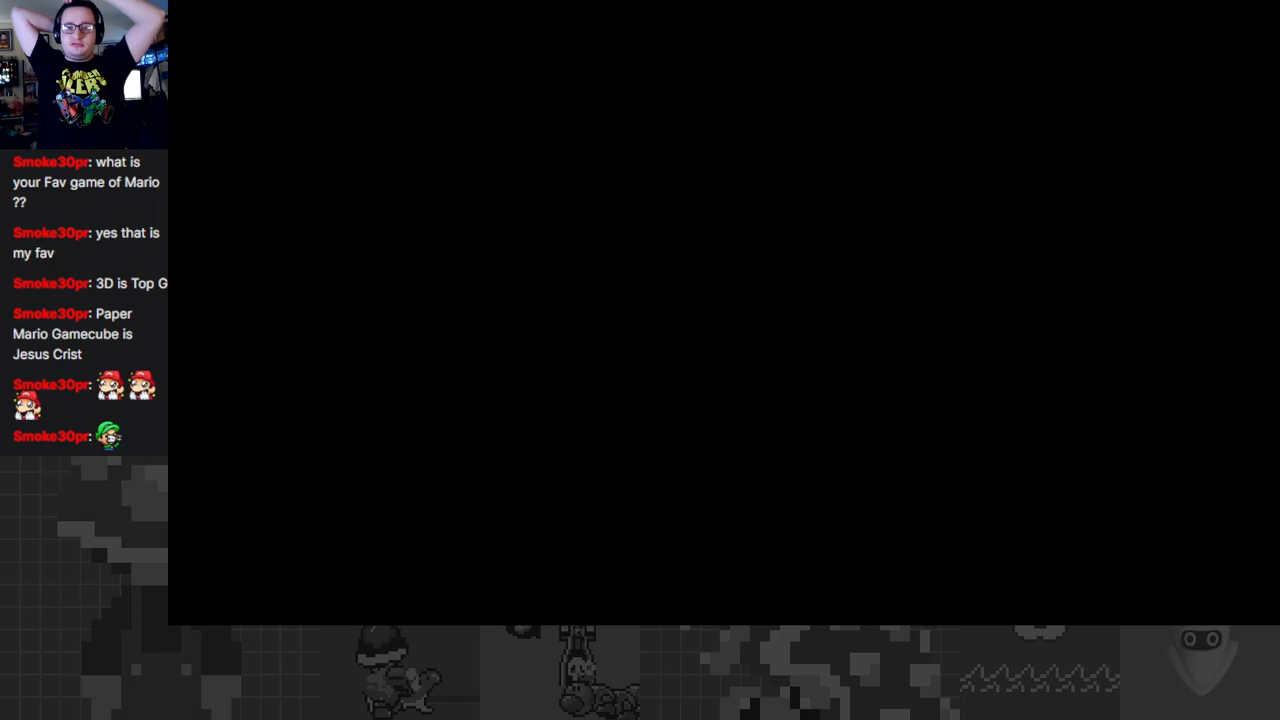 Smoke30pr: what is
your Fav game of Mario
??
Smoke30pr: yes that is
my fav
Smoke30pr: 3D is Top G
Smoke30pr: Paper
Mario Gamecube is
Jesus Crist
Smoke30pr:
Smoke30pr: